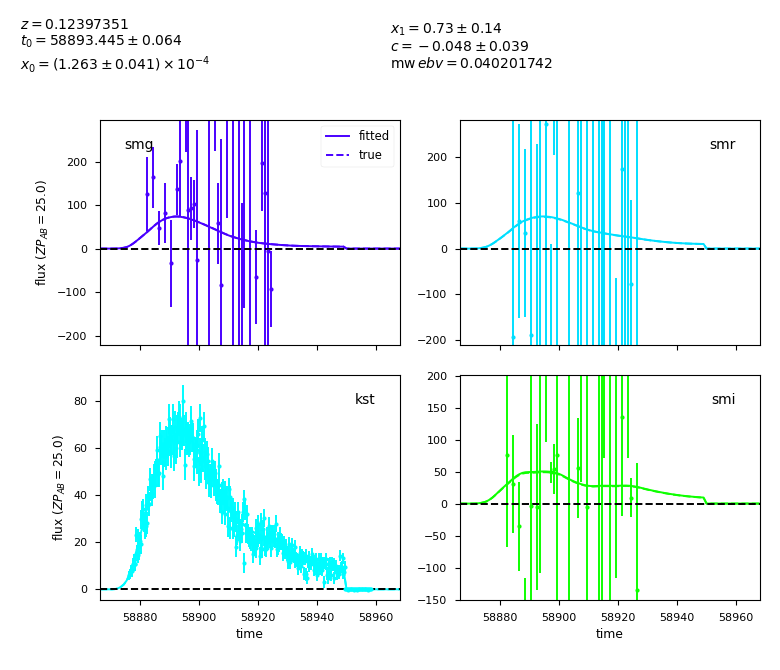 z = 0.12397351
t₀ = 58893.445 ± 0.064
x₀ = (1.263 ± 0.041) × 10⁻⁴
x₁ = 0.73 ± 0.14
c = −0.048 ± 0.039
mw ebv = 0.040201742
smg
fitted
true
flux (ZP_AB = 25.0)
200
100
0
−100
−200
smr
200
100
0
−100
−200
kst
flux (ZP_AB = 25.0)
80
60
40
20
0
58880 58900 58920 58940 58960
time
smi
200
150
100
50
0
−50
−100
−150
58880 58900 58920 58940 58960
time